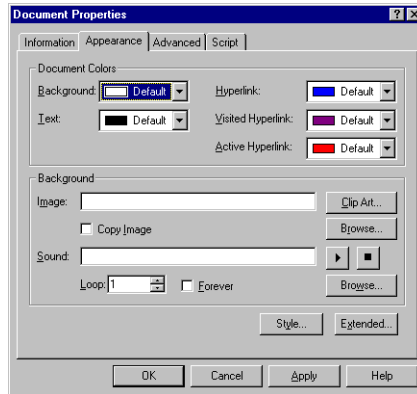 Document Properties
Information Appearance Advanced Script
Document Colors
Background: Default Hyperlink: Default
Text: Default Visited Hyperlink: Default
Active Hyperlink: Default
Background
Image: Clip Art...
Copy Image Browse...
Sound:
Loop: 1 Forever Browse...
Style... Extended...
OK Cancel Apply Help